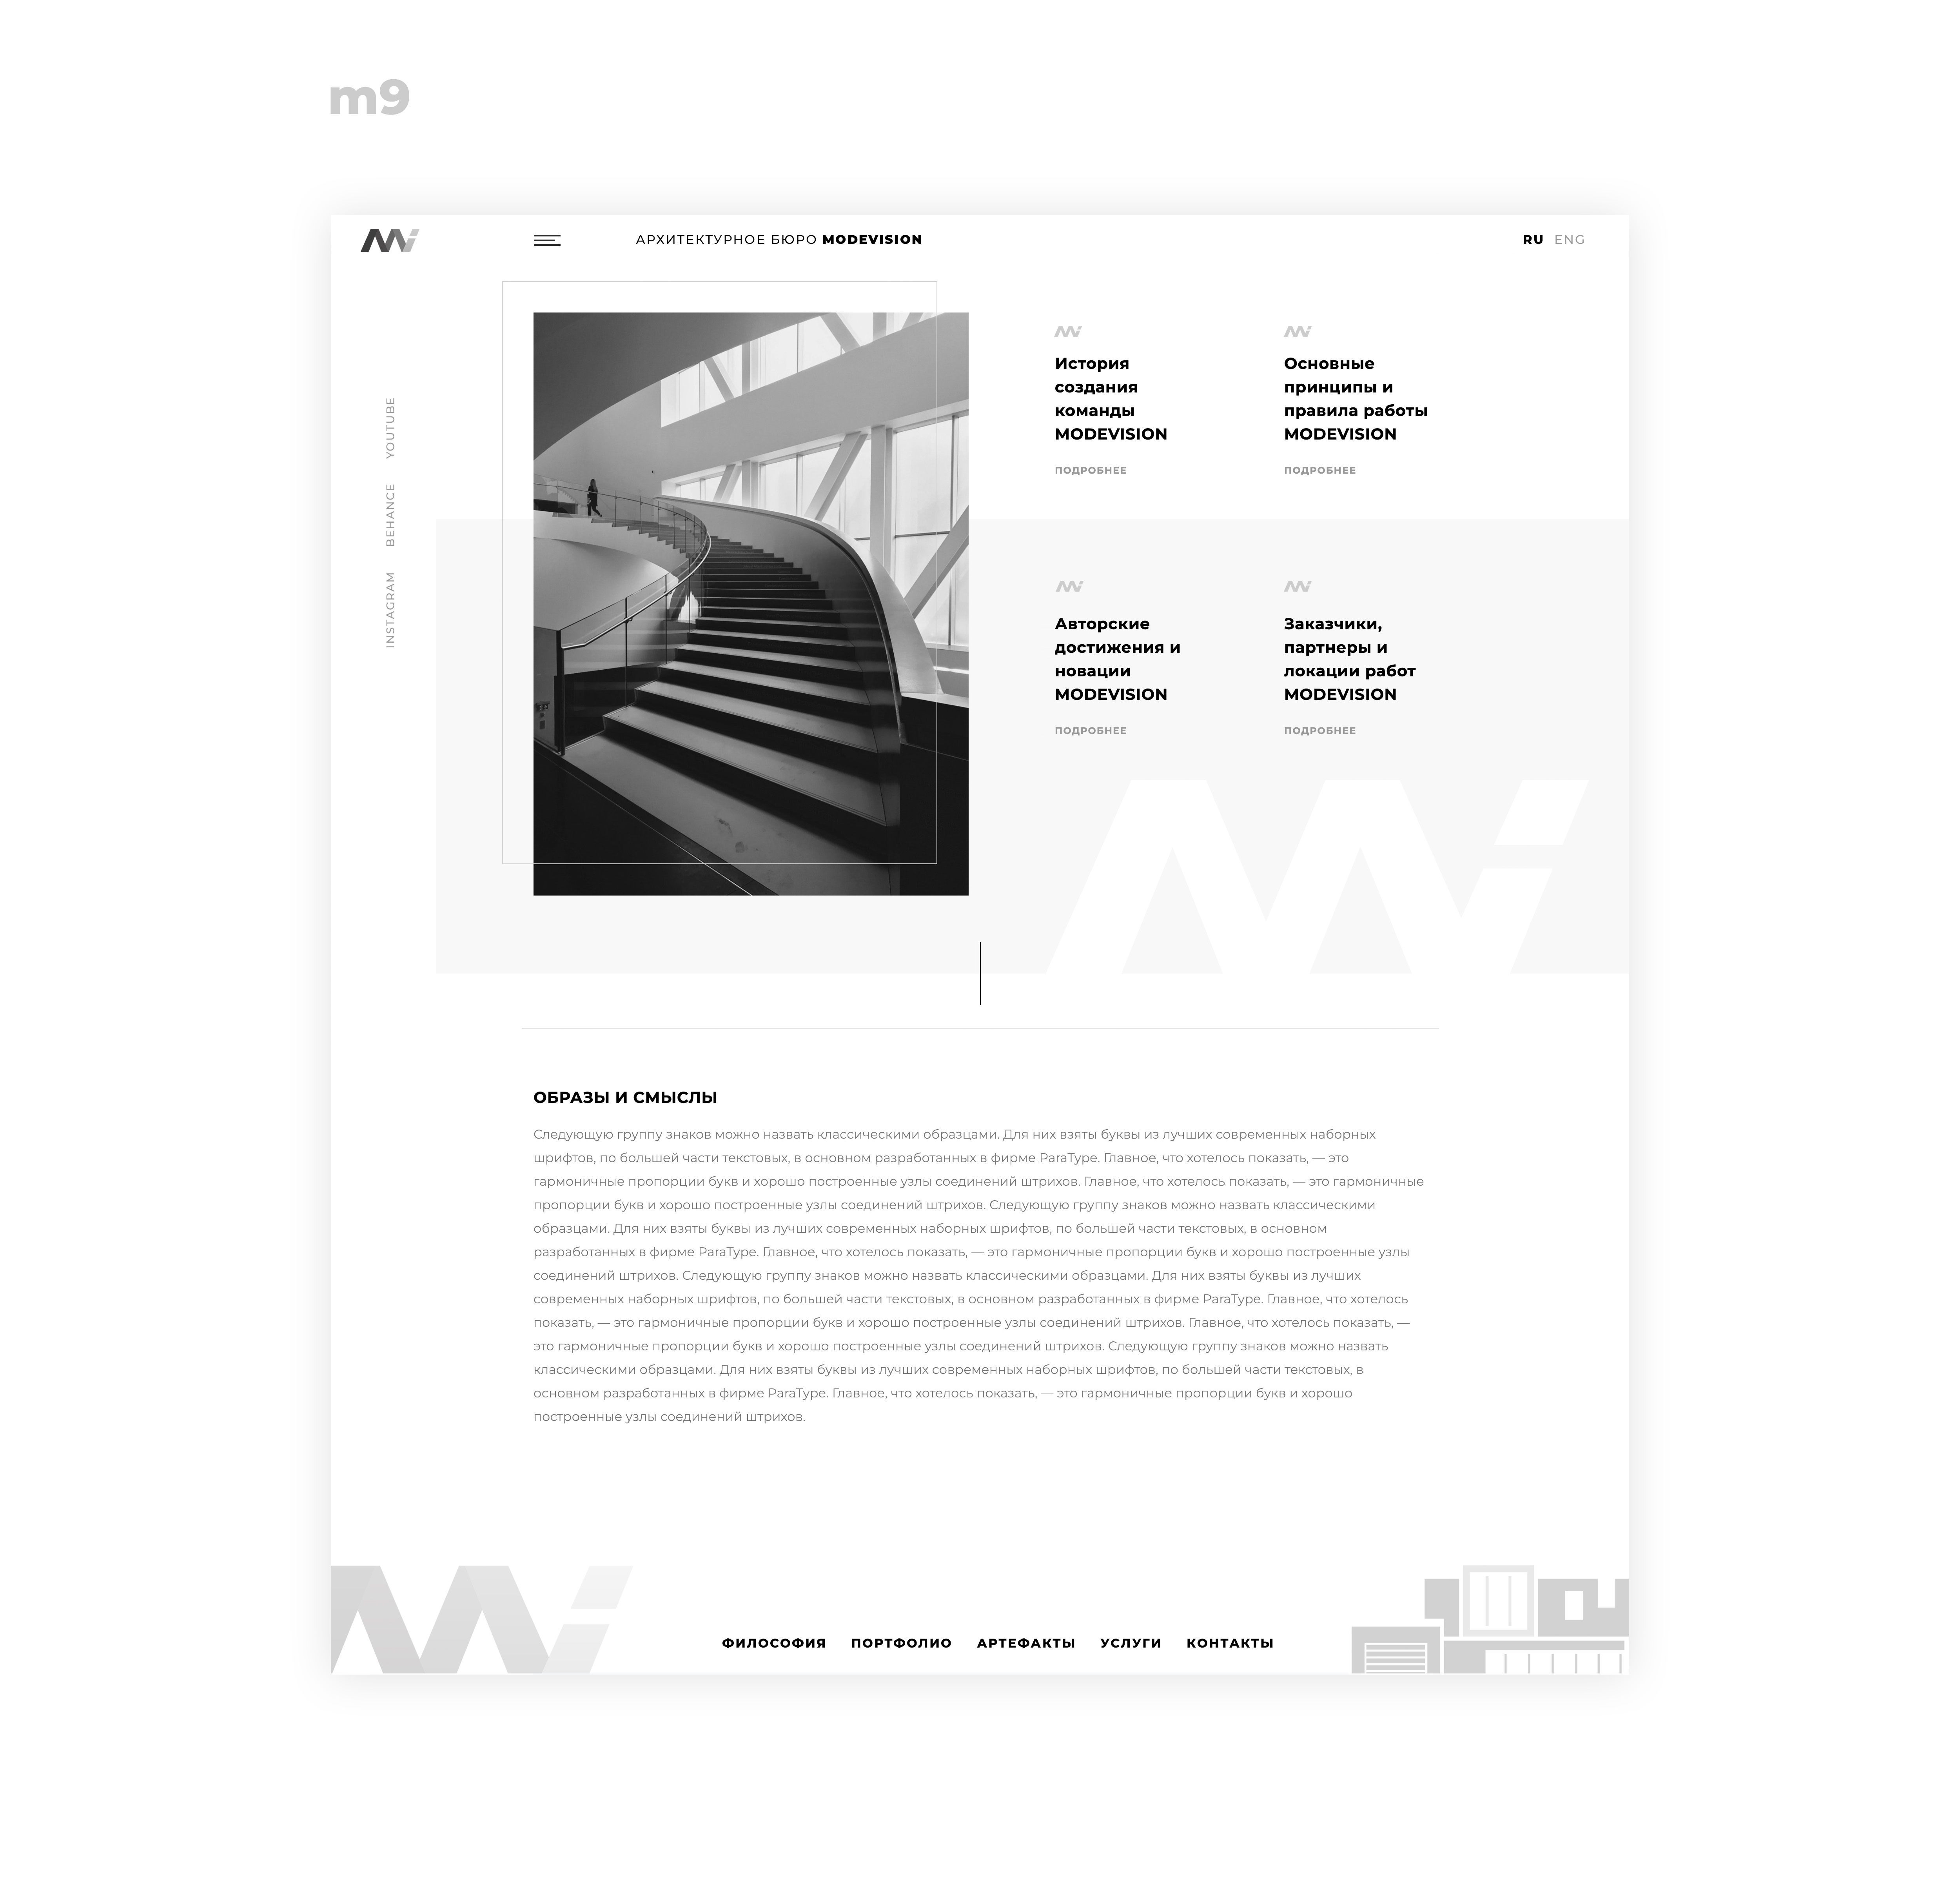 m9
АРХИТЕКТУРНОЕ БЮРО MODEVISION
RU ENG
YOUTUBE
BEHANCE
INSTAGRAM
История
создания
команды
MODEVISION
ПОДРОБНЕЕ
Основные
принципы и
правила работы
MODEVISION
ПОДРОБНЕЕ
Авторские
достижения и
новации
MODEVISION
ПОДРОБНЕЕ
Заказчики,
партнеры и
локации работ
MODEVISION
ПОДРОБНЕЕ
ОБРАЗЫ И СМЫСЛЫ
Следующую группу знаков можно назвать классическими образцами. Для них взяты буквы из лучших современных наборных
шрифтов, по большей части текстовых, в основном разработанных в фирме ParaType. Главное, что хотелось показать, — это
гармоничные пропорции букв и хорошо построенные узлы соединений штрихов. Главное, что хотелось показать, — это гармоничные
пропорции букв и хорошо построенные узлы соединений штрихов. Следующую группу знаков можно назвать классическими
образцами. Для них взяты буквы из лучших современных наборных шрифтов, по большей части текстовых, в основном
разработанных в фирме ParaType. Главное, что хотелось показать, — это гармоничные пропорции букв и хорошо построенные узлы
соединений штрихов. Следующую группу знаков можно назвать классическими образцами. Для них взяты буквы из лучших
современных наборных шрифтов, по большей части текстовых, в основном разработанных в фирме ParaType. Главное, что хотелось
показать, — это гармоничные пропорции букв и хорошо построенные узлы соединений штрихов. Главное, что хотелось показать, —
это гармоничные пропорции букв и хорошо построенные узлы соединений штрихов. Следующую группу знаков можно назвать
классическими образцами. Для них взяты буквы из лучших современных наборных шрифтов, по большей части текстовых, в
основном разработанных в фирме ParaType. Главное, что хотелось показать, — это гармоничные пропорции букв и хорошо
построенные узлы соединений штрихов.
ФИЛОСОФИЯ ПОРТФОЛИО АРТЕФАКТЫ УСЛУГИ КОНТАКТЫ